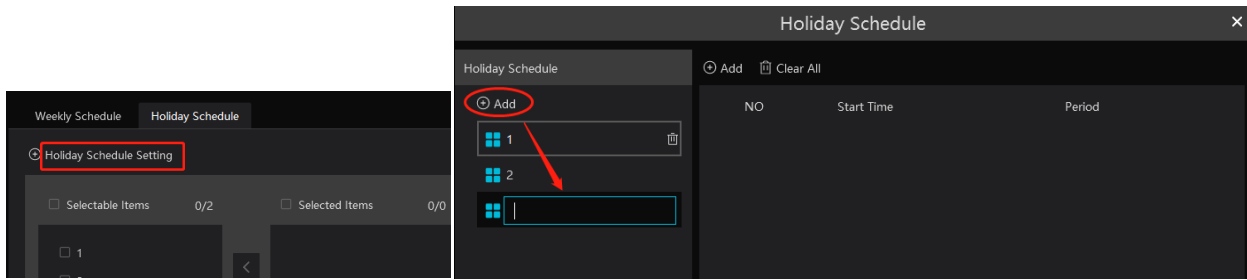 Weekly Schedule Holiday Schedule
Holiday Schedule Setting
Selectable Items 0/2 Selected Items 0/0
1
Holiday Schedule
Holiday Schedule
Add Clear All
Add
NO Start Time Period
1
2